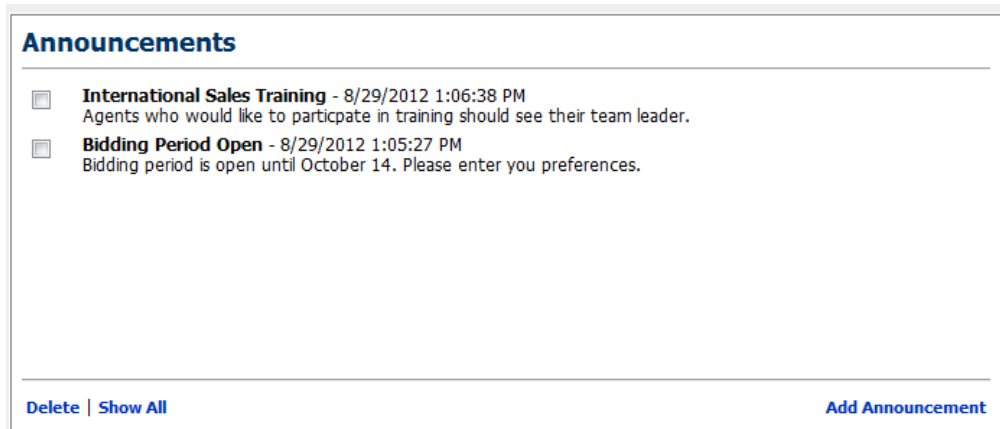 Announcements
International Sales Training - 8/29/2012 1:06:38 PM
Agents who would like to particpate in training should see their team leader.
Bidding Period Open - 8/29/2012 1:05:27 PM
Bidding period is open until October 14. Please enter you preferences.
Delete | Show All
Add Announcement